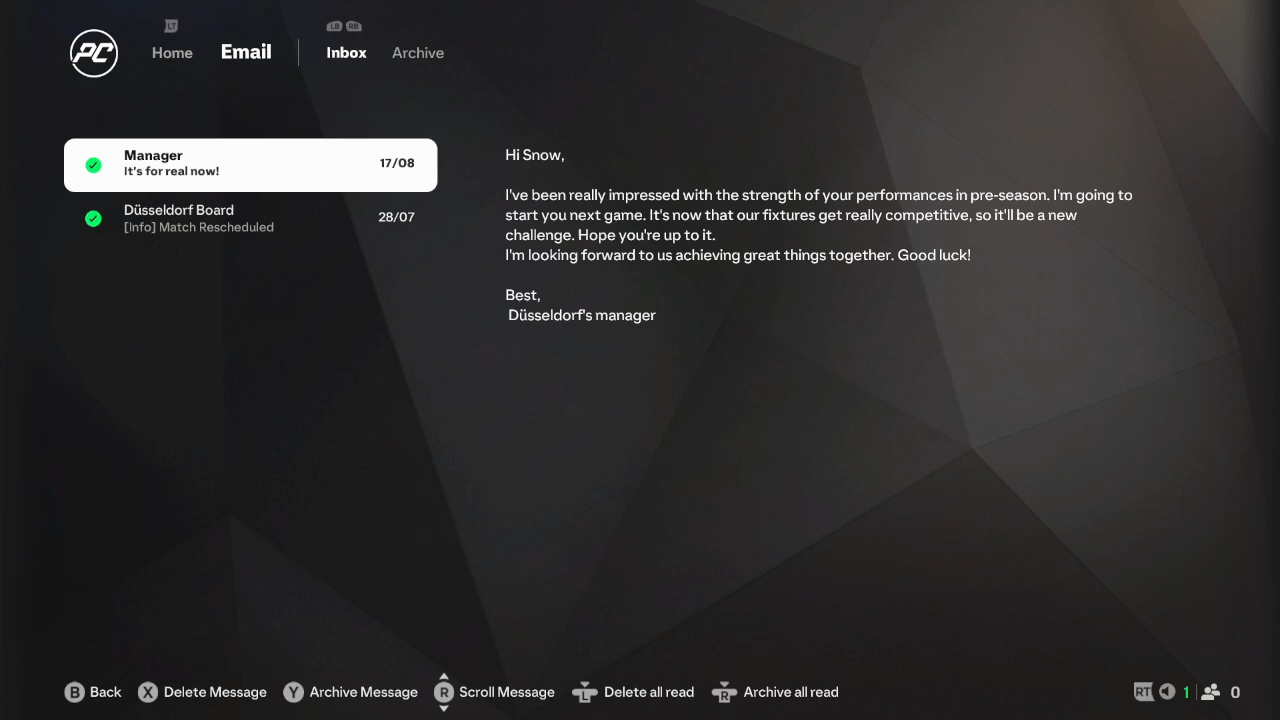 LT
LB RB
PC Home Email Inbox Archive
Manager
It's for real now!
17/08
Düsseldorf Board
[Info] Match Rescheduled
28/07
Hi Snow,
I've been really impressed with the strength of your performances in pre-season. I'm going to
start you next game. It's now that our fixtures get really competitive, so it'll be a new
challenge. Hope you're up to it.
I'm looking forward to us achieving great things together. Good luck!
Best,
Düsseldorf's manager
B Back X Delete Message Y Archive Message R Scroll Message L Delete all read R Archive all read RT 1 0